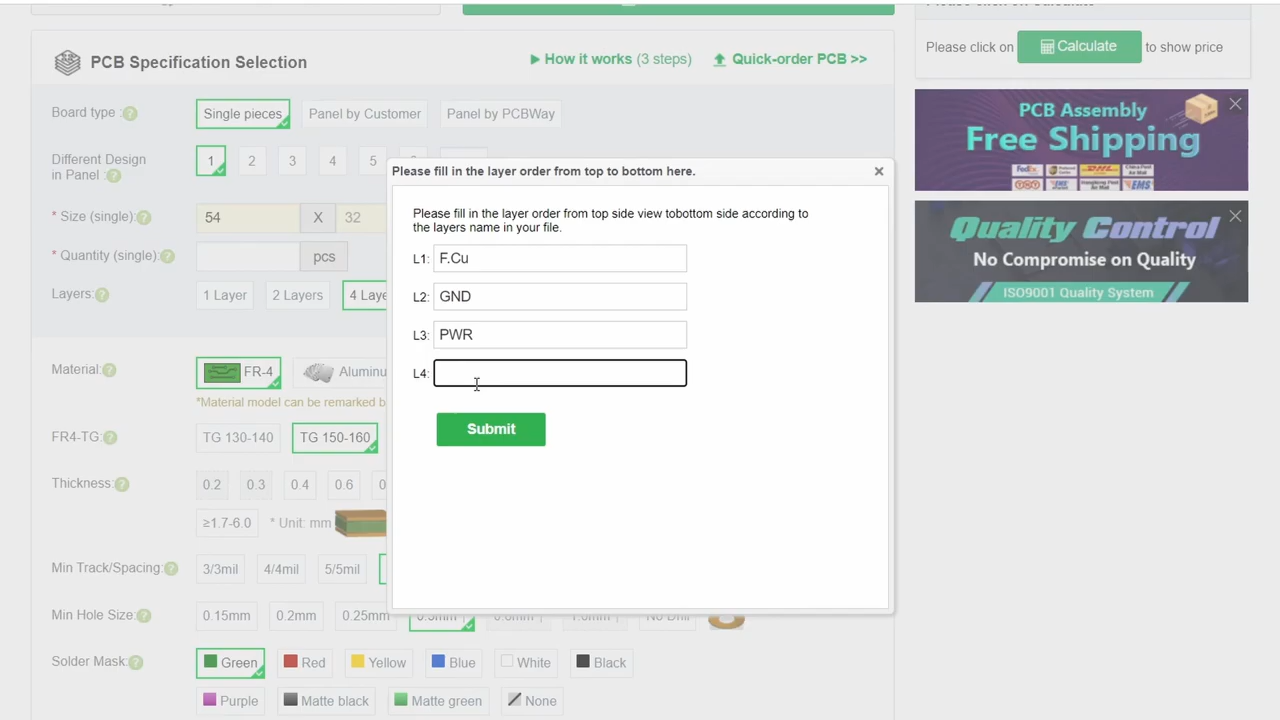 PCB Specification Selection
How it works (3 steps)
Quick-order PCB >>
Please click on
Calculate
to show price
Board type :
Single pieces
Panel by Customer
Panel by PCBWay
Different Design
in Panel :
1
2
3
4
5
* Size (single):
54
X
32
* Quantity (single):
pcs
Layers:
1 Layer
2 Layers
4 Laye
Material:
FR-4
Aluminu
*Material model can be remarked b
FR4-TG:
TG 130-140
TG 150-160
Thickness:
0.2
0.3
0.4
0.6
≥1.7-6.0
* Unit: mm
Min Track/Spacing:
3/3mil
4/4mil
5/5mil
Min Hole Size:
0.15mm
0.2mm
0.25mm
0.3mm
No Drill
Solder Mask:
Green
Red
Yellow
Blue
White
Black
Purple
Matte black
Matte green
None
Please fill in the layer order from top to bottom here.
Please fill in the layer order from top side view tobottom side according to
the layers name in your file.
L1: F.Cu
L2: GND
L3: PWR
L4:
Submit
PCB Assembly
Free Shipping
FedEx
DHL
TNT
EMS
Quality Control
No Compromise on Quality
ISO9001 Quality System